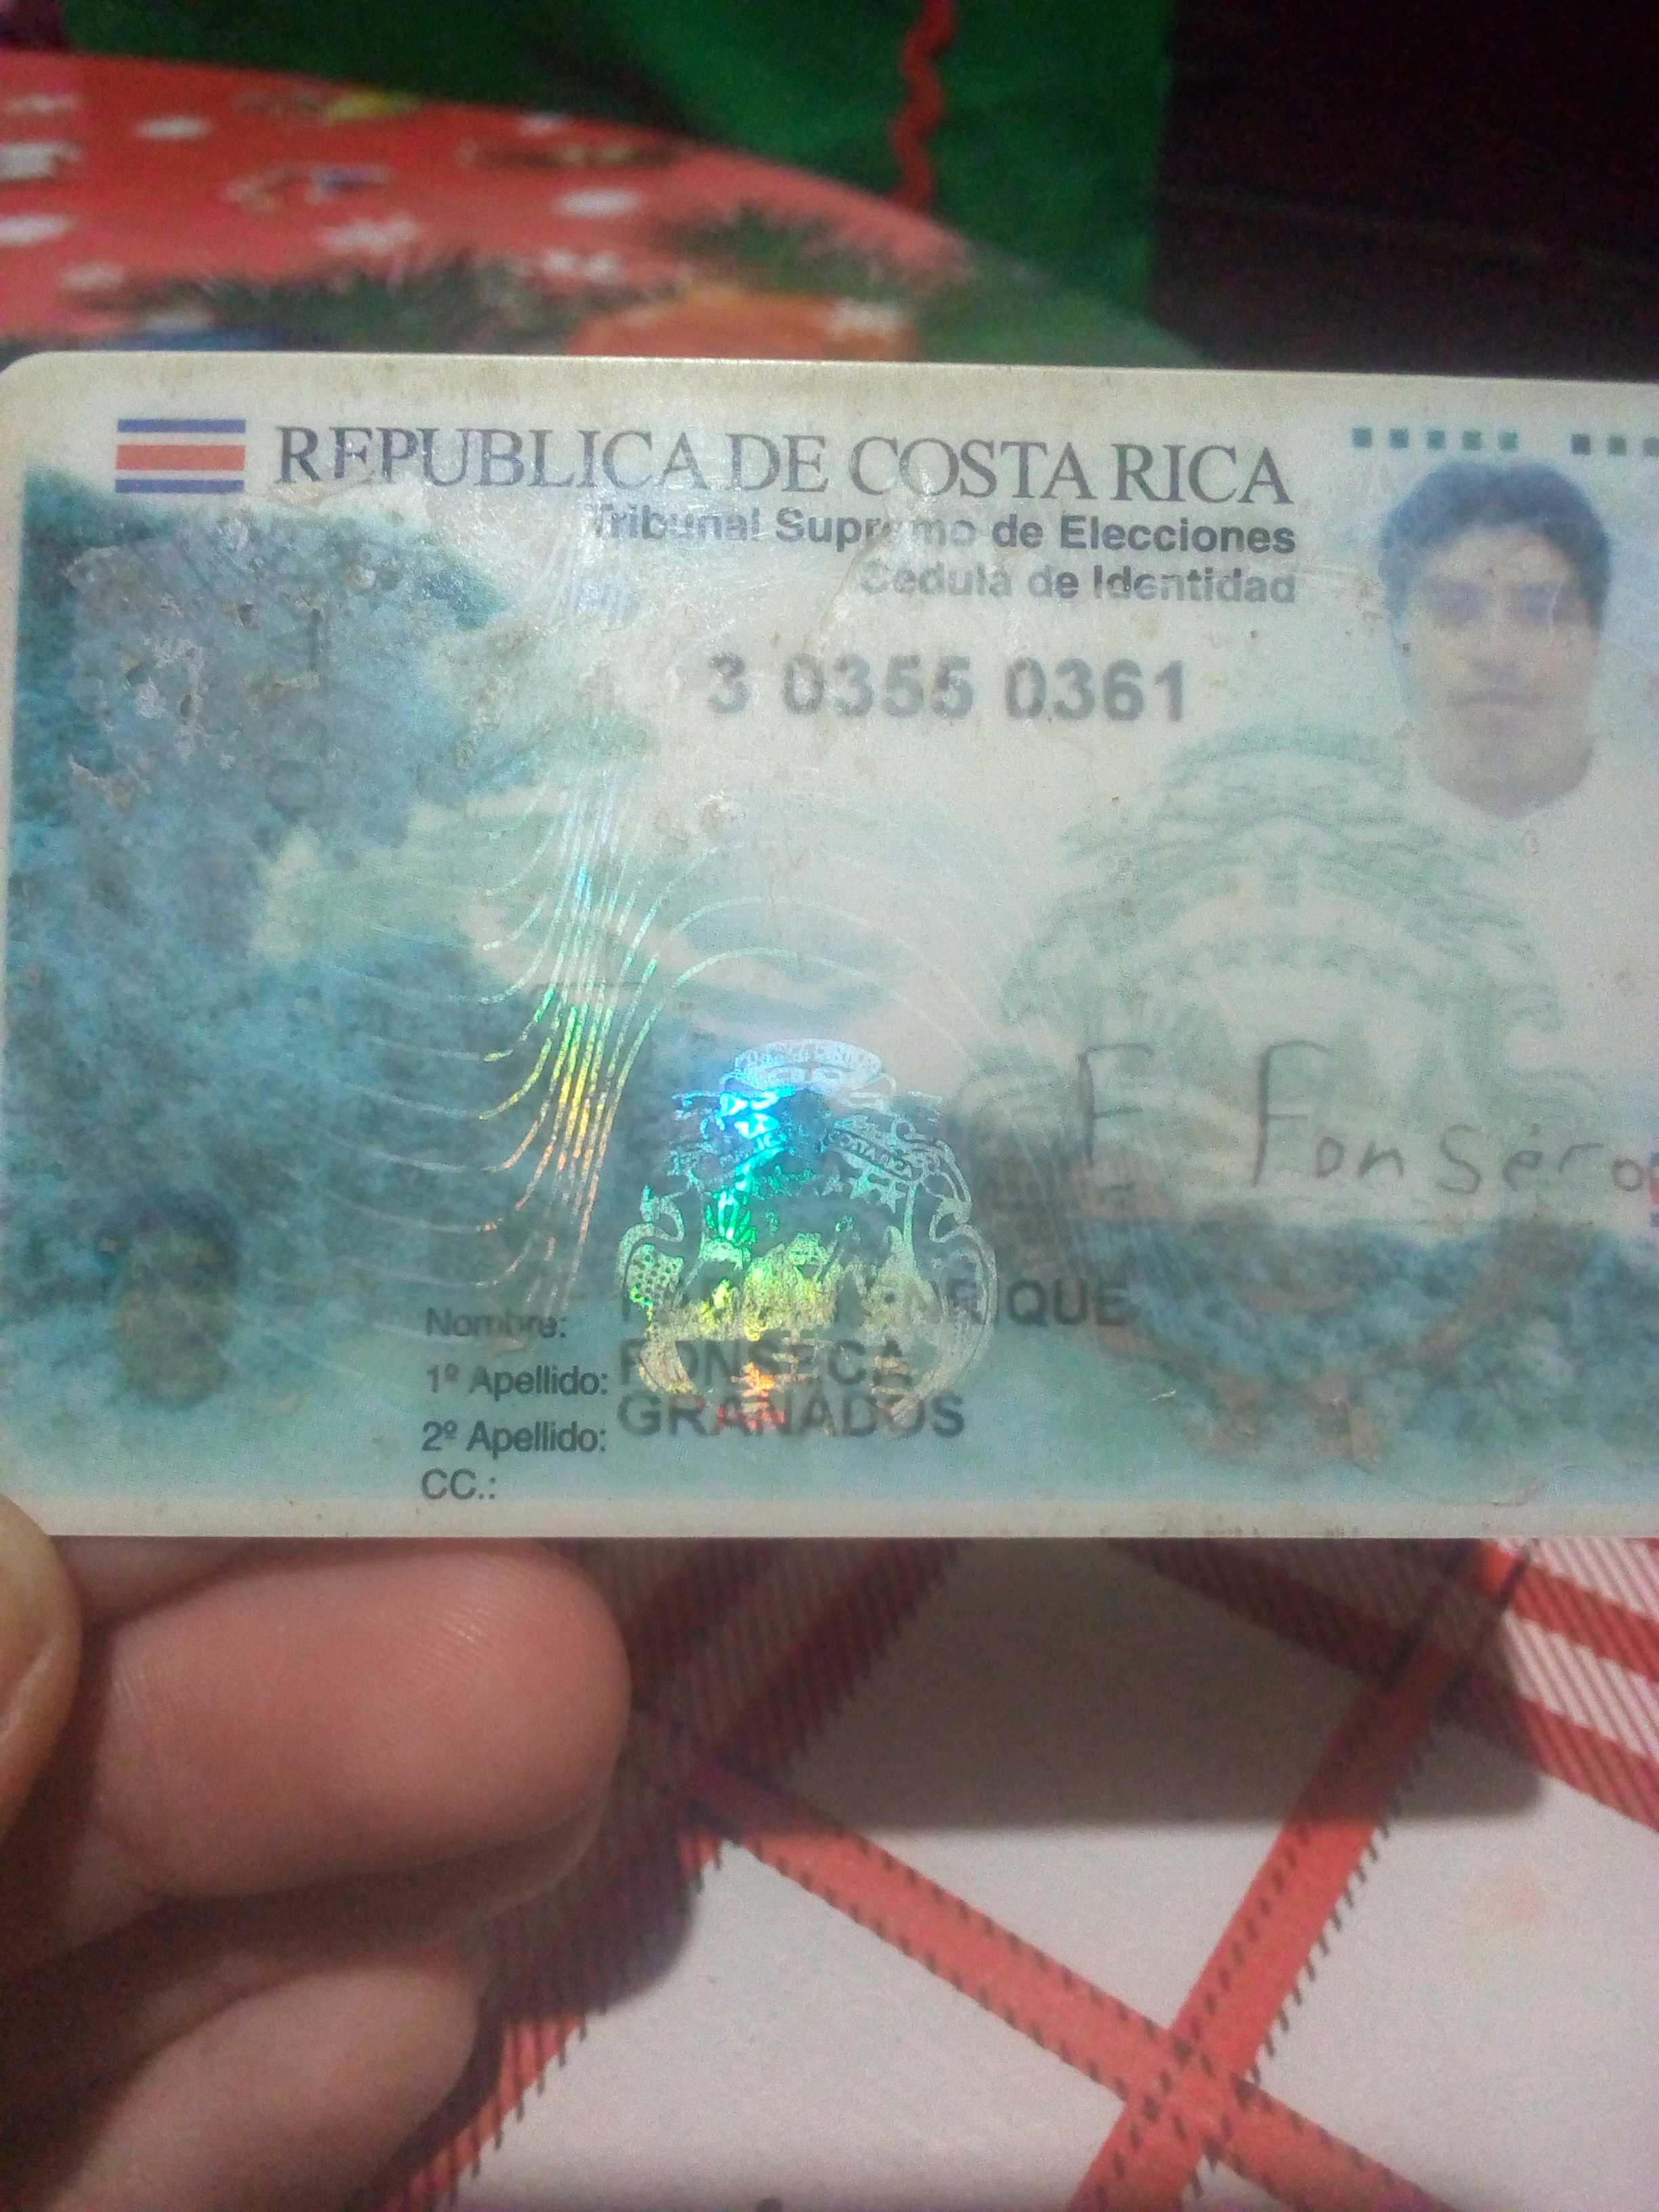 REPUBLICA DE COSTA RICA
Tribunal Supremo de Elecciones
Cedula de Identidad
3 0355 0361
F Fonseca
Nombre: ENRIQUE
1º Apellido: FONSECA
2º Apellido: GRANADOS
CC.: